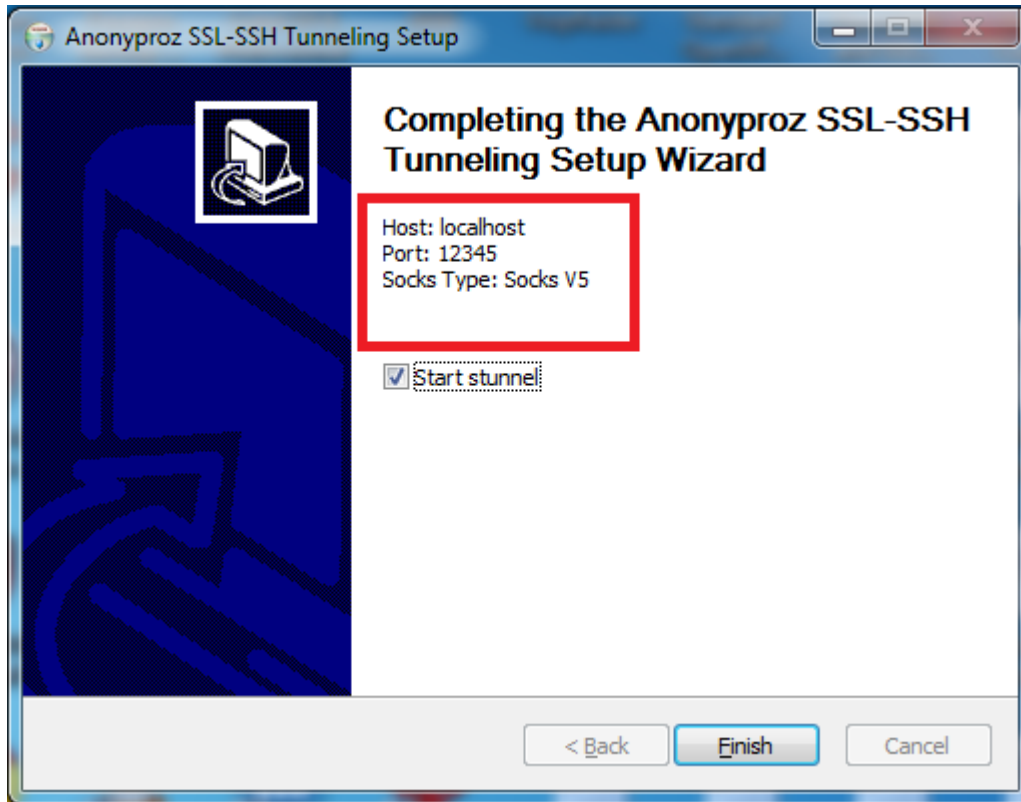 Anonyproz SSL-SSH Tunneling Setup
Completing the Anonyproz SSL-SSH
Tunneling Setup Wizard
Host: localhost
Port: 12345
Socks Type: Socks V5
Start stunnel
< Back
Finish
Cancel